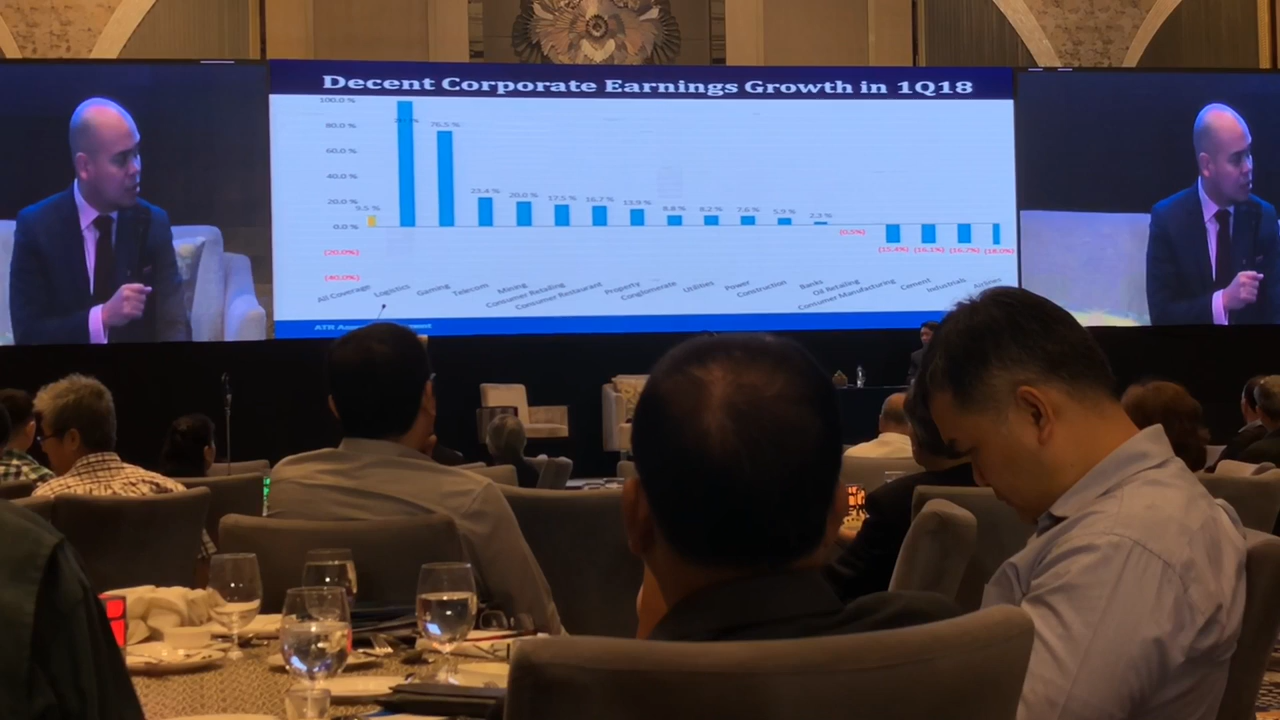 Decent Corporate Earnings Growth in 1Q18
100.0 %
80.0 %
60.0 %
40.0 %
20.0 %
0.0 %
(20.0%)
(40.0%)
9.5 %
76.5 %
23.4 %
20.0 %
17.5 %
16.7 %
13.9 %
8.8 %
8.2 %
7.6 %
5.9 %
2.3 %
(0.5%)
(15.4%)
(16.1%)
(16.2%)
(18.0%)
All Coverage
Logistics
Gaming
Telecom
Mining
Consumer Retailing
Consumer Restaurant
Property
Conglomerate
Utilities
Power
Construction
Banks
Oil Retailing
Consumer Manufacturing
Cement
Industrials
Airlines
ATR